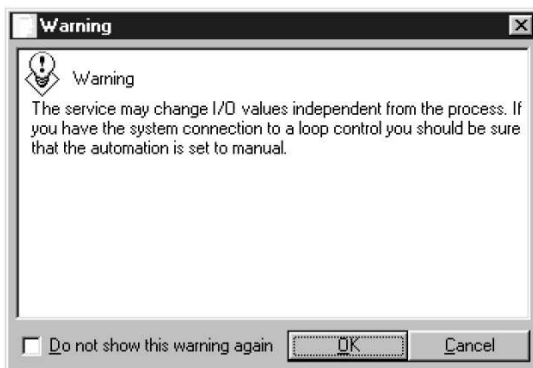 Warning
Warning
The service may change I/O values independent from the process. If
you have the system connection to a loop control you should be sure
that the automation is set to manual.
Do not show this warning again OK Cancel